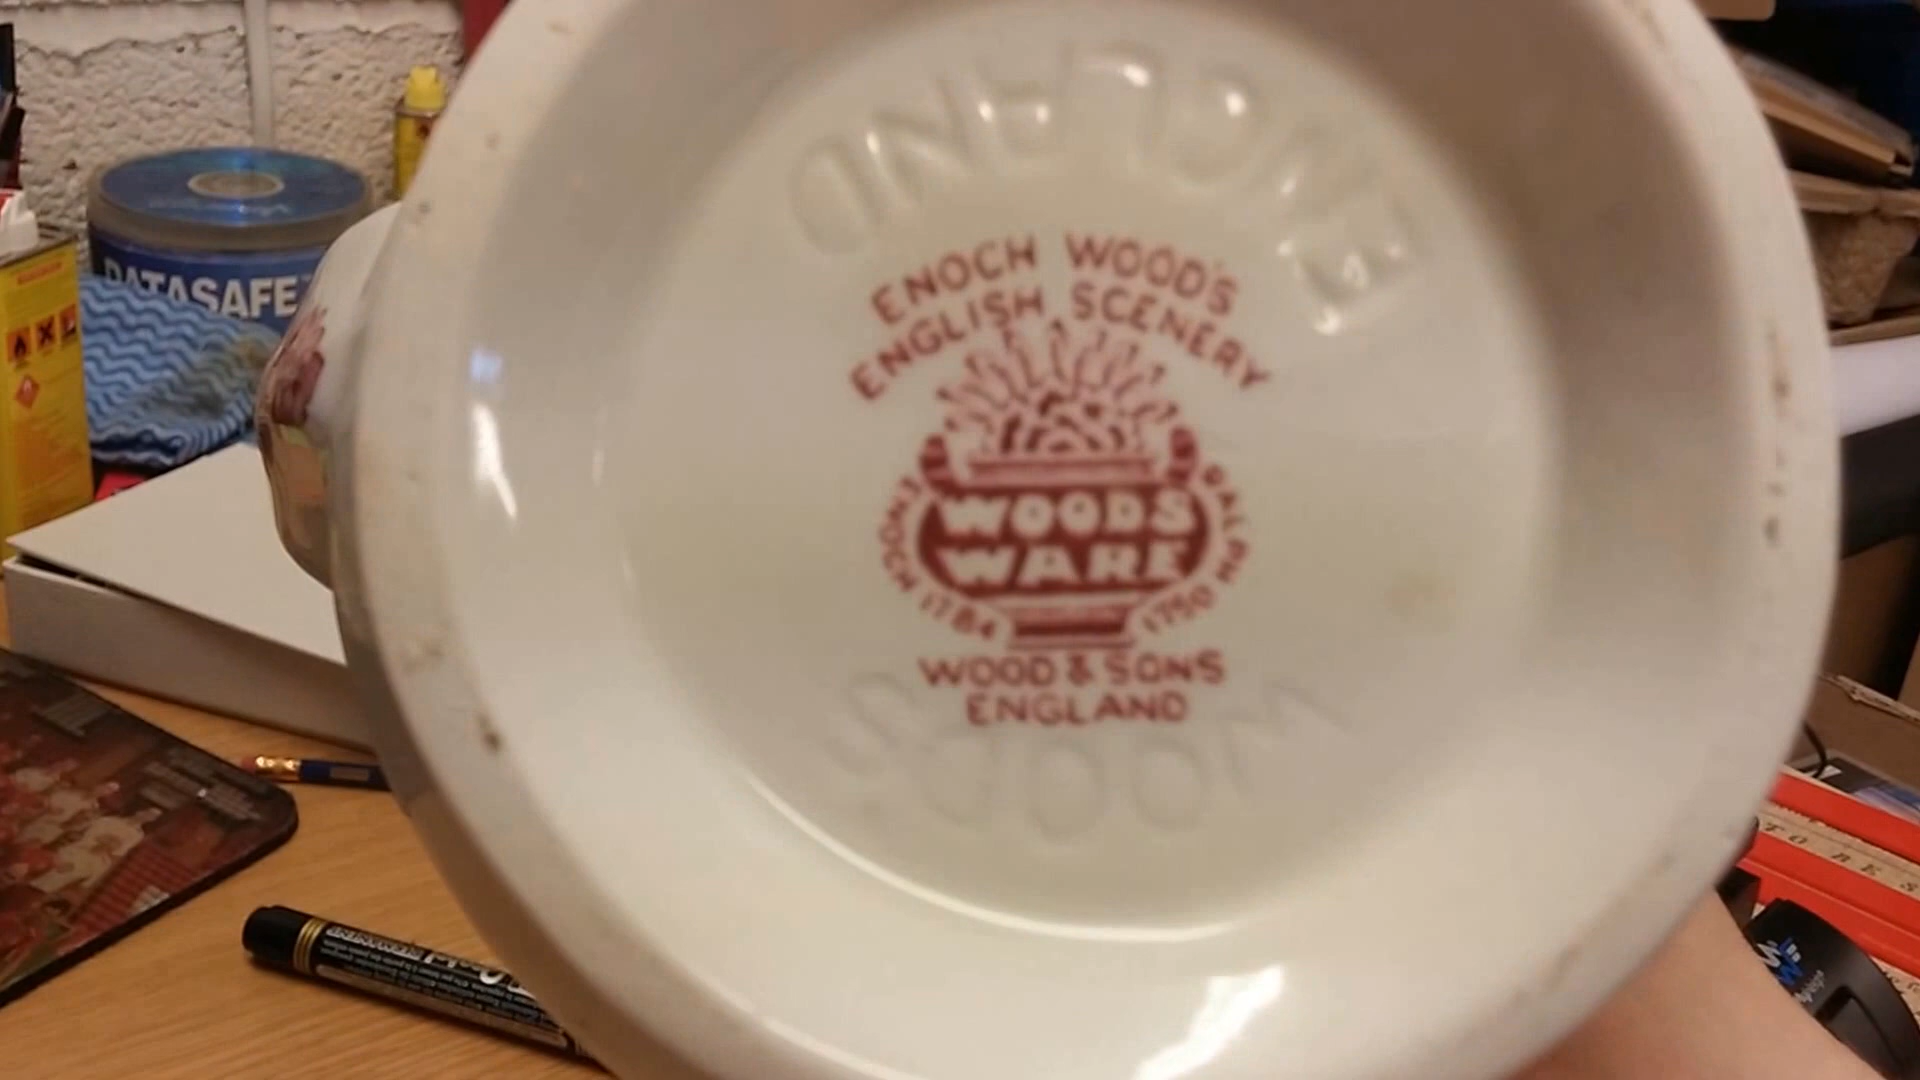 ENGLAND
ENOCH WOOD'S
ENGLISH SCENERY
WOODS
WARE
ENOCH 1784
RALPH 1750
WOOD & SONS
ENGLAND
WOODS
DATASAFE